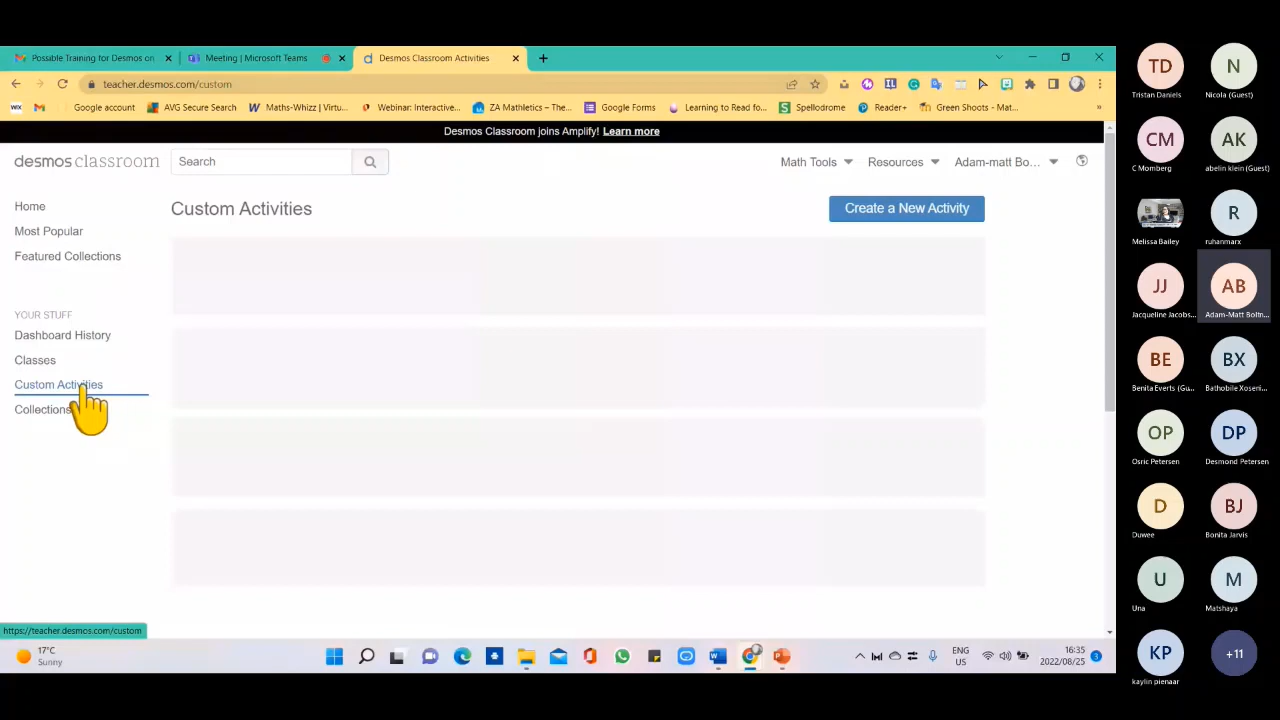 Possible Training for Desmos on
Meeting | Microsoft Teams
Desmos Classroom Activities
teacher.desmos.com/custom
WiX
Google account
AVG Secure Search
Maths-Whizz | Virtu...
Webinar: Interactive...
ZA Mathletics – The...
Google Forms
Learning to Read fo...
Spellodrome
Reader+
Green Shoots - Mat...
»
Desmos Classroom joins Amplify! Learn more
desmos classroom
Search
Math Tools
Resources
Adam-matt Bo...
Home
Most Popular
Featured Collections
YOUR STUFF
Dashboard History
Classes
Custom Activities
Collections
Custom Activities
Create a New Activity
https://teacher.desmos.com/custom
17°C
Sunny
ENG
US
16:35
2022/08/25
3
TD
Tristan Daniels
N
Nicola (Guest)
CM
C Momberg
AK
abelin klein (Guest)
Melissa Bailey
R
ruhanmarx
JJ
Jacqueline Jacobs...
AB
Adam-Matt Boltn...
BE
Benita Everts (Gu...
BX
Bathobile Xoseri...
OP
Osric Petersen
DP
Desmond Petersen
D
Duwee
BJ
Bonita Jarvis
U
Una
M
Matshaya
KP
kaylin pienaar
+11